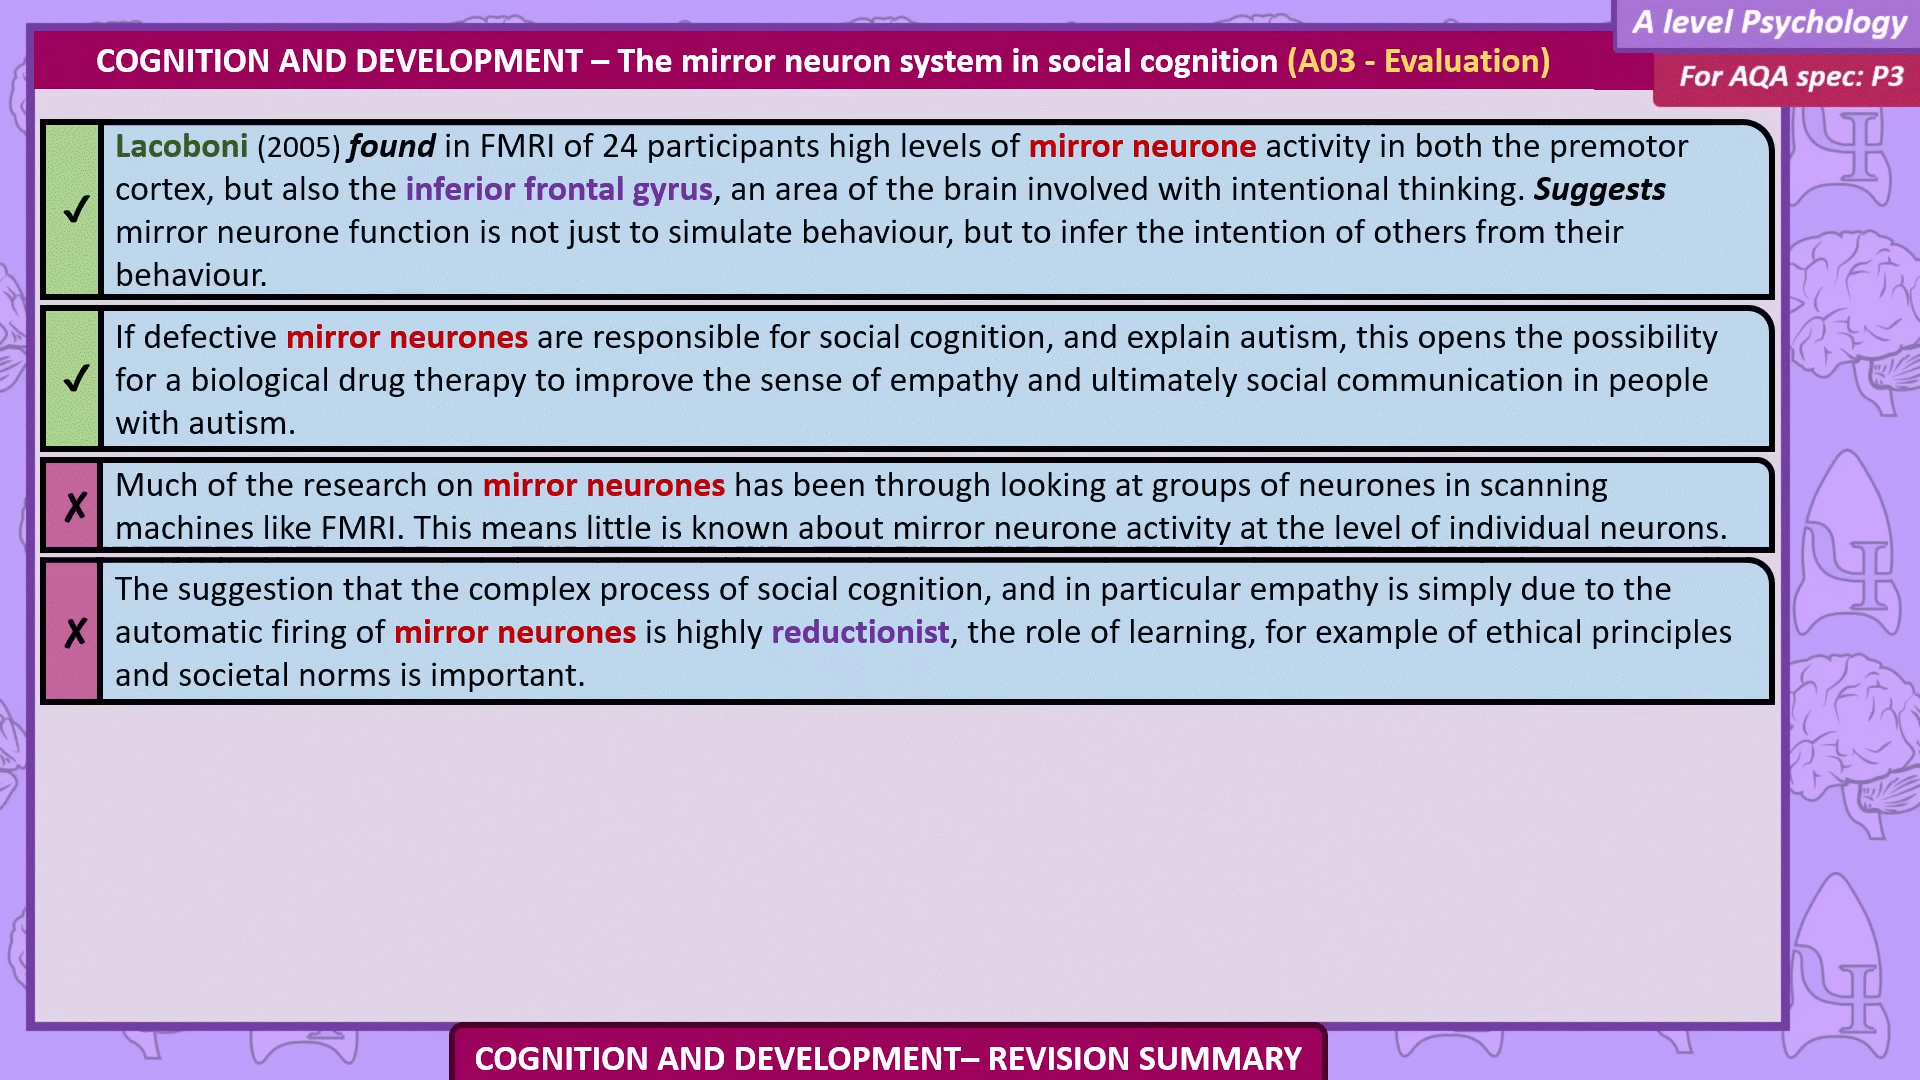 A level Psychology
COGNITION AND DEVELOPMENT – The mirror neuron system in social cognition (A03 - Evaluation)
For AQA spec: P3
✓
Lacoboni (2005) found in FMRI of 24 participants high levels of mirror neurone activity in both the premotor
cortex, but also the inferior frontal gyrus, an area of the brain involved with intentional thinking. Suggests
mirror neurone function is not just to simulate behaviour, but to infer the intention of others from their
behaviour.
✓
If defective mirror neurones are responsible for social cognition, and explain autism, this opens the possibility
for a biological drug therapy to improve the sense of empathy and ultimately social communication in people
with autism.
✗
Much of the research on mirror neurones has been through looking at groups of neurones in scanning
machines like FMRI. This means little is known about mirror neurone activity at the level of individual neurons.
✗
The suggestion that the complex process of social cognition, and in particular empathy is simply due to the
automatic firing of mirror neurones is highly reductionist, the role of learning, for example of ethical principles
and societal norms is important.
COGNITION AND DEVELOPMENT– REVISION SUMMARY